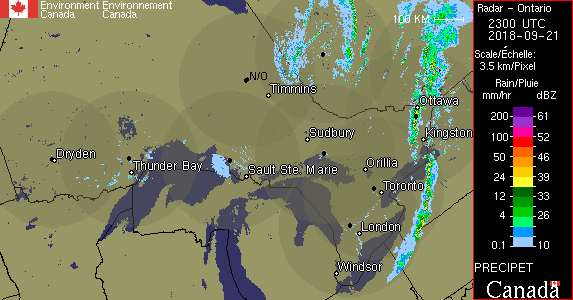 Environment Environnement
Canada Canada
100 KM
N/O
Timmins
Ottawa
Sudbury
Kingston
Dryden
Thunder Bay
Sault Ste. Marie
Orillia
Toronto
London
Windsor
Radar - Ontario
2300 UTC
2018-09-21
Scale/Échelle:
3.5 km/Pixel
Rain/Pluie
mm/hr dBZ
200 61
100 52
50 46
24 39
12 33
4 26
0.1 10
PRECIPET
Canada